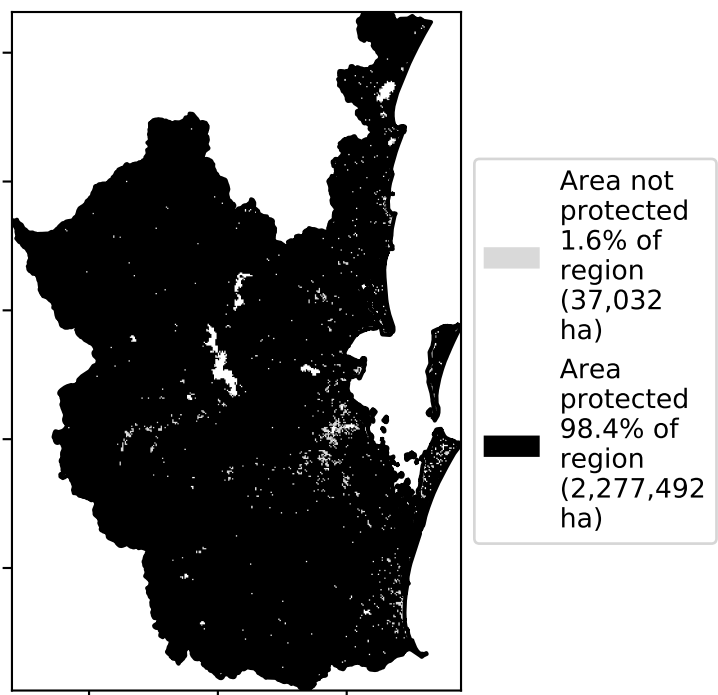 Area not
protected
1.6% of
region
(37,032
ha)
Area
protected
98.4% of
region
(2,277,492
ha)